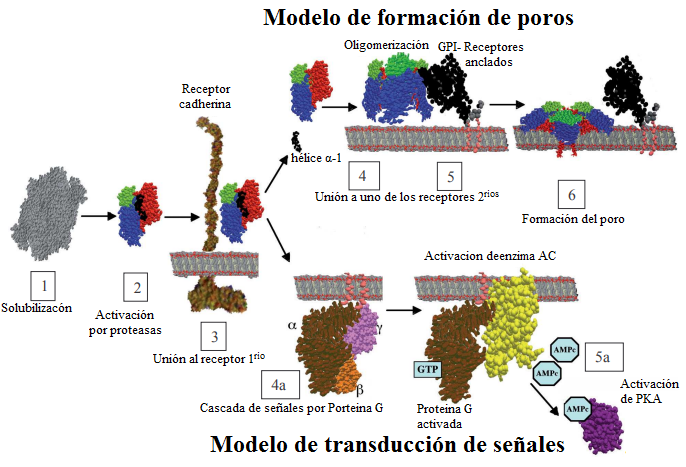 Modelo de formación de poros
Oligomerización
GPI- Receptores
anclados
Receptor
cadherina
hélice α-1
4
5
Unión a uno de los receptores 2rios
6
Formación del poro
1
Solubilizacón
2
Activación
por proteasas
3
Unión al receptor 1rio
Activacion deenzima AC
α
γ
β
4a
Cascada de señales por Porteina G
GTP
Proteina G
activada
AMPc
AMPc
AMPc
5a
Activación
de PKA
AMPc
Modelo de transducción de señales